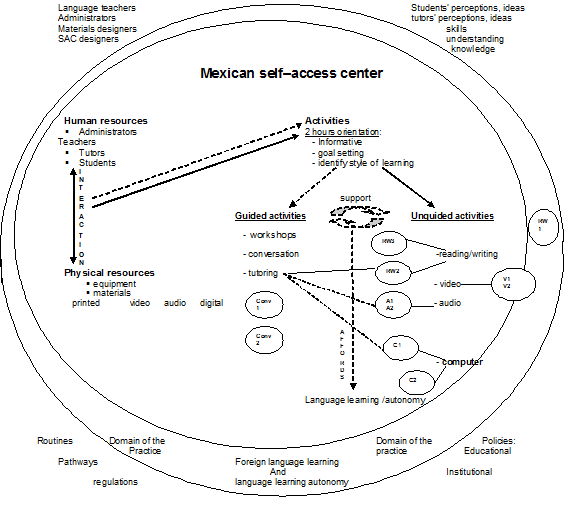 Language teachers
Administrators
Materials designers
SAC designers
Students' perceptions, ideas
tutors' perceptions, ideas
skills
understanding
knowledge
Mexican self–access center
Human resources
▪ Administrators
Teachers
▪ Tutors
▪ Students
INTERACTION
Physical resources
▪ equipment
▪ materials
printed video audio digital
Activities
2 hours orientation:
- Informative
- goal setting
- identify style of learning
support
Guided activities
- workshops
- conversation
- tutoring
Conv
1
Conv
2
Unguided activities
RW
1
RW3
-reading/writing
RW2
- video
V1
V2
A1
A2
- audio
AFFORDS
C1
- computer
C2
Language learning /autonomy
Routines
Pathways
regulations
Domain of the
Practice
Foreign language learning
And
language learning autonomy
Domain of the
practice
Policies:
Educational
Institutional